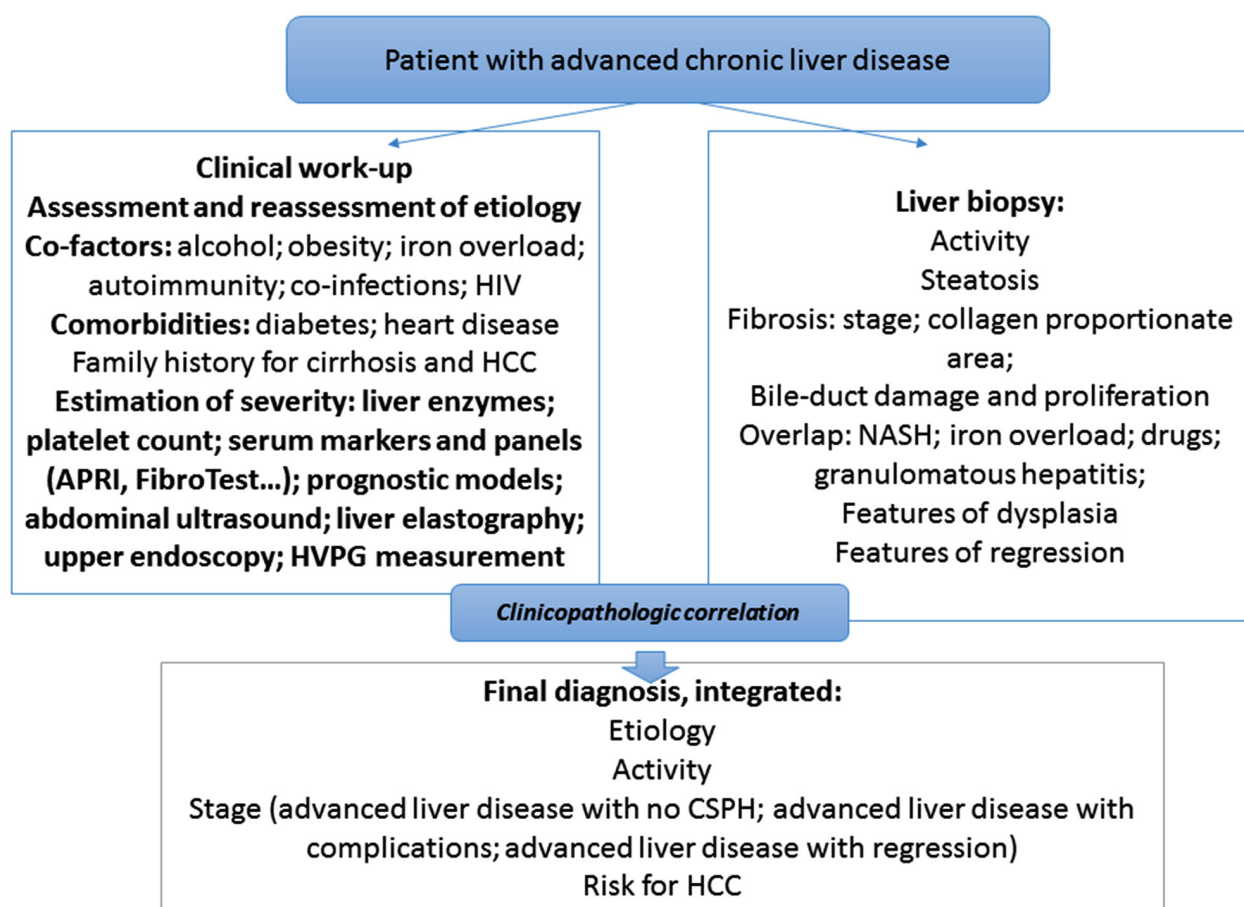 Patient with advanced chronic liver disease
Clinical work-up
Assessment and reassessment of etiology
Co-factors: alcohol; obesity; iron overload;
autoimmunity; co-infections; HIV
Comorbidities: diabetes; heart disease
Family history for cirrhosis and HCC
Estimation of severity: liver enzymes;
platelet count; serum markers and panels
(APRI, FibroTest…); prognostic models;
abdominal ultrasound; liver elastography;
upper endoscopy; HVPG measurement
Liver biopsy:
Activity
Steatosis
Fibrosis: stage; collagen proportionate
area;
Bile-duct damage and proliferation
Overlap: NASH; iron overload; drugs;
granulomatous hepatitis;
Features of dysplasia
Features of regression
Clinicopathologic correlation
Final diagnosis, integrated:
Etiology
Activity
Stage (advanced liver disease with no CSPH; advanced liver disease with
complications; advanced liver disease with regression)
Risk for HCC